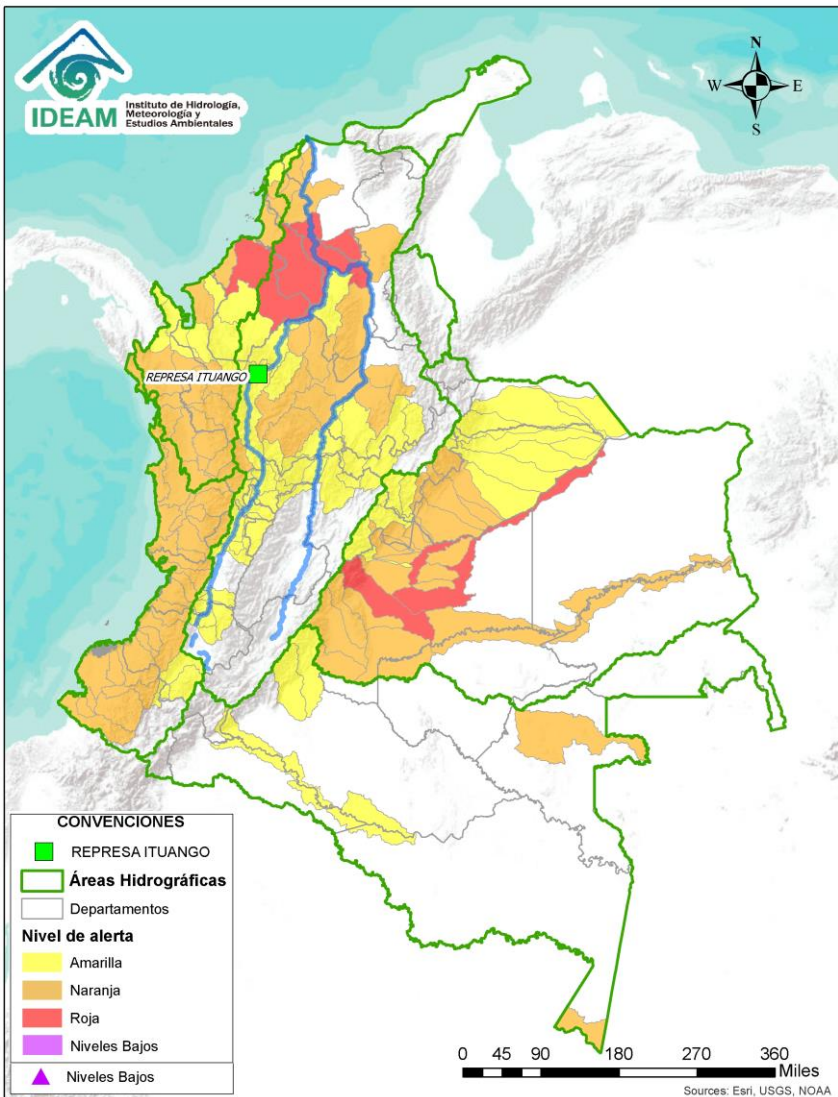 IDEAM
Instituto de Hidrología,
Meteorología y
Estudios Ambientales
N
W
E
S
REPRESA ITUANGO
CONVENCIONES
REPRESA ITUANGO
Áreas Hidrográficas
Departamentos
Nivel de alerta
Amarilla
Naranja
Roja
Niveles Bajos
Niveles Bajos
0 45 90 180 270 360
Miles
Sources: Esri, USGS, NOAA